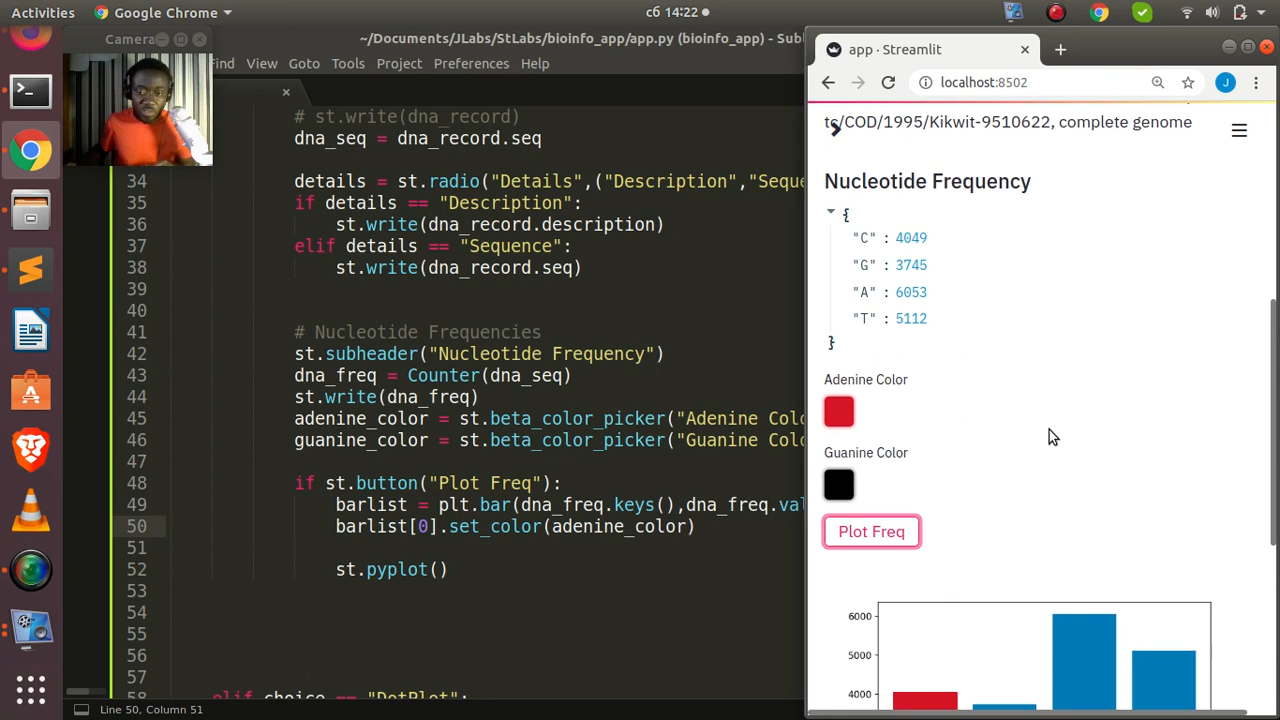 Activities
Google Chrome
сб 14:22
Camera
~/Documents/JLabs/StLabs/bioinfo_app/app.py (bioinfo_app) - Sub
Find View Goto Tools Project Preferences Help
# st.write(dna_record)
dna_seq = dna_record.seq
34 details = st.radio("Details",("Description","Seque
35 if details == "Description":
36 st.write(dna_record.description)
37 elif details == "Sequence":
38 st.write(dna_record.seq)
39
40
41 # Nucleotide Frequencies
42 st.subheader("Nucleotide Frequency")
43 dna_freq = Counter(dna_seq)
44 st.write(dna_freq)
45 adenine_color = st.beta_color_picker("Adenine Colo
46 guanine_color = st.beta_color_picker("Guanine Colo
47
48 if st.button("Plot Freq"):
49 barlist = plt.bar(dna_freq.keys(),dna_freq.val
50 barlist[0].set_color(adenine_color)
51
52 st.pyplot()
53
54
55
56
57
58 elif choice == "DotPlot":
Line 50, Column 51
app · Streamlit
localhost:8502
J
tc/COD/1995/Kikwit-9510622, complete genome
Nucleotide Frequency
{
"C" : 4049
"G" : 3745
"A" : 6053
"T" : 5112
}
Adenine Color
Guanine Color
Plot Freq
6000
5000
4000